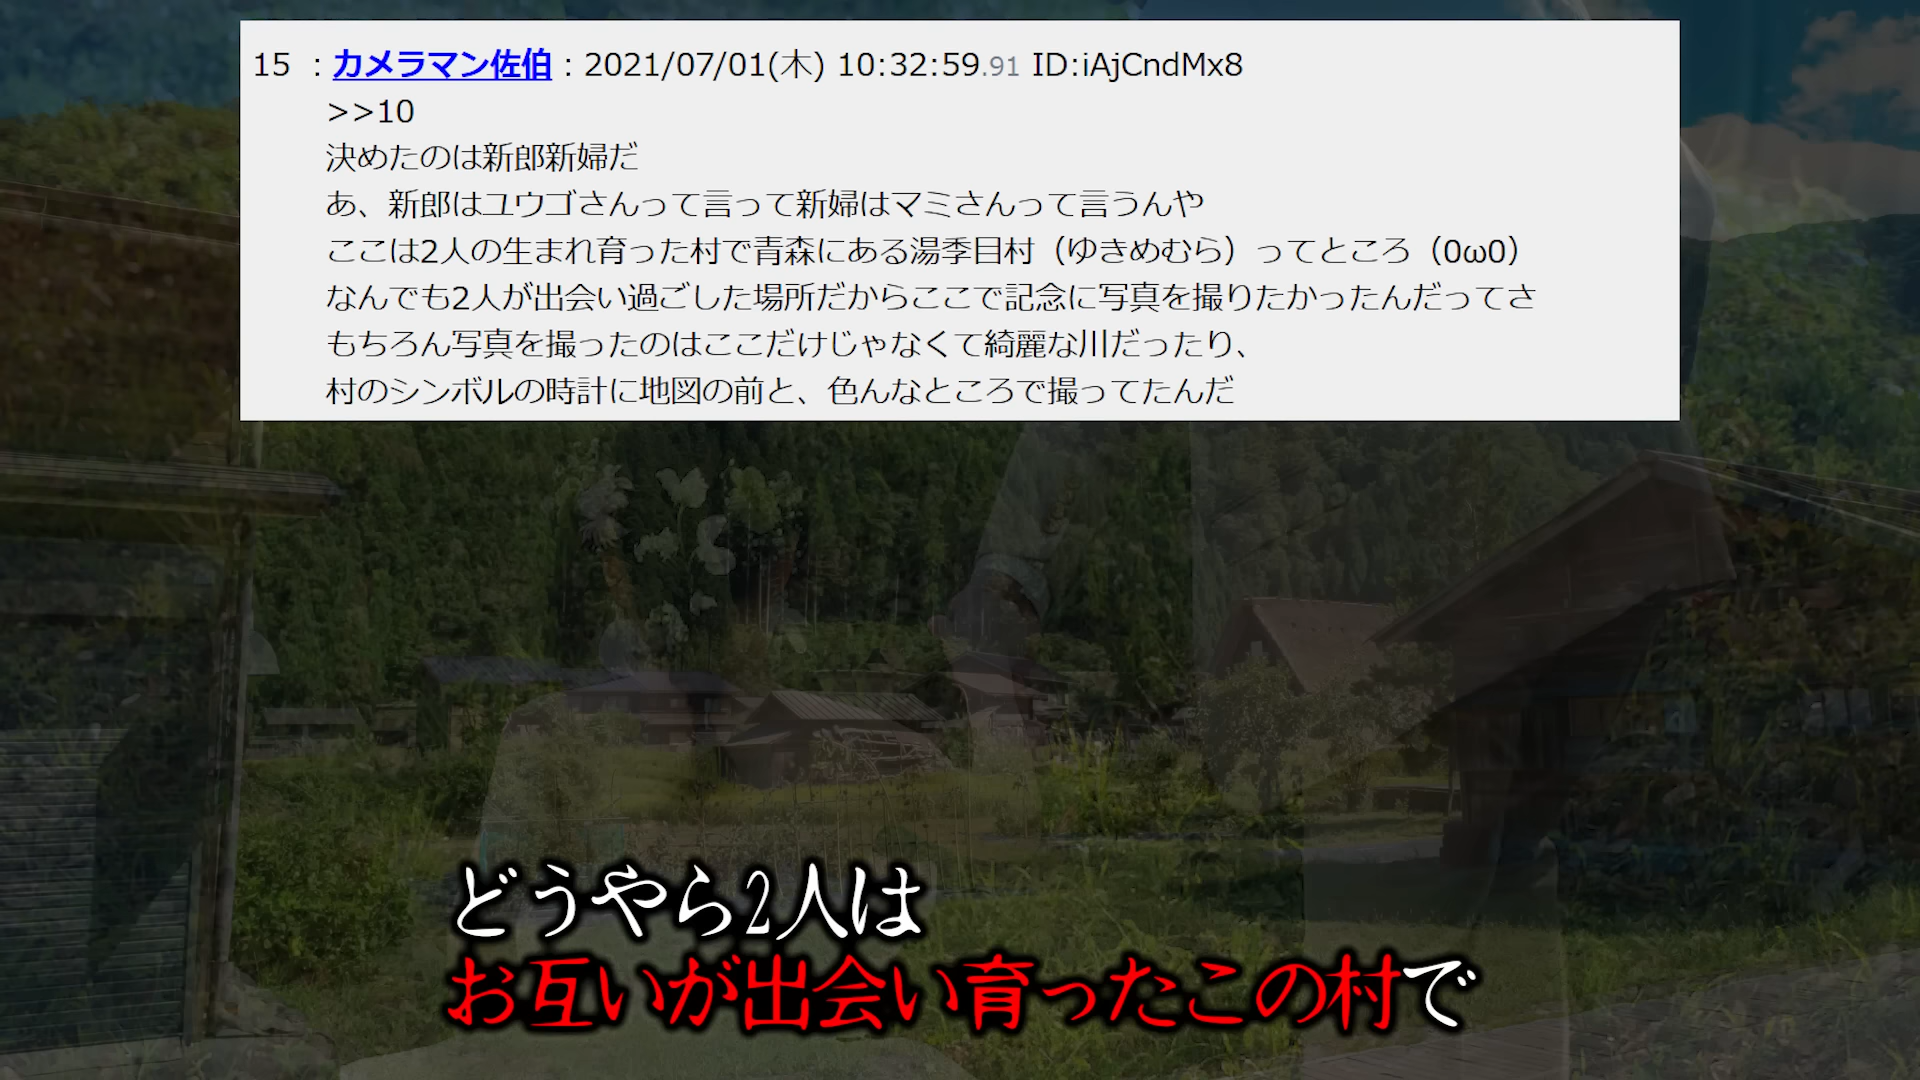 15 ：カメラマン佐伯：2021/07/01(木) 10:32:59.91 ID:iAjCndMx8
>>10
決めたのは新郎新婦だ
あ、新郎はユウゴさんって言って新婦はマミさんって言うんや
ここは2人の生まれ育った村で青森にある湯季目村（ゆきめむら）ってところ（0ω0）
なんでも2人が出会い過ごした場所だからここで記念に写真を撮りたかったんだってさ
もちろん写真を撮ったのはここだけじゃなくて綺麗な川だったり、
村のシンボルの時計に地図の前と、色んなところで撮ってたんだ
どうやら2人は
お互いが出会い育ったこの村で